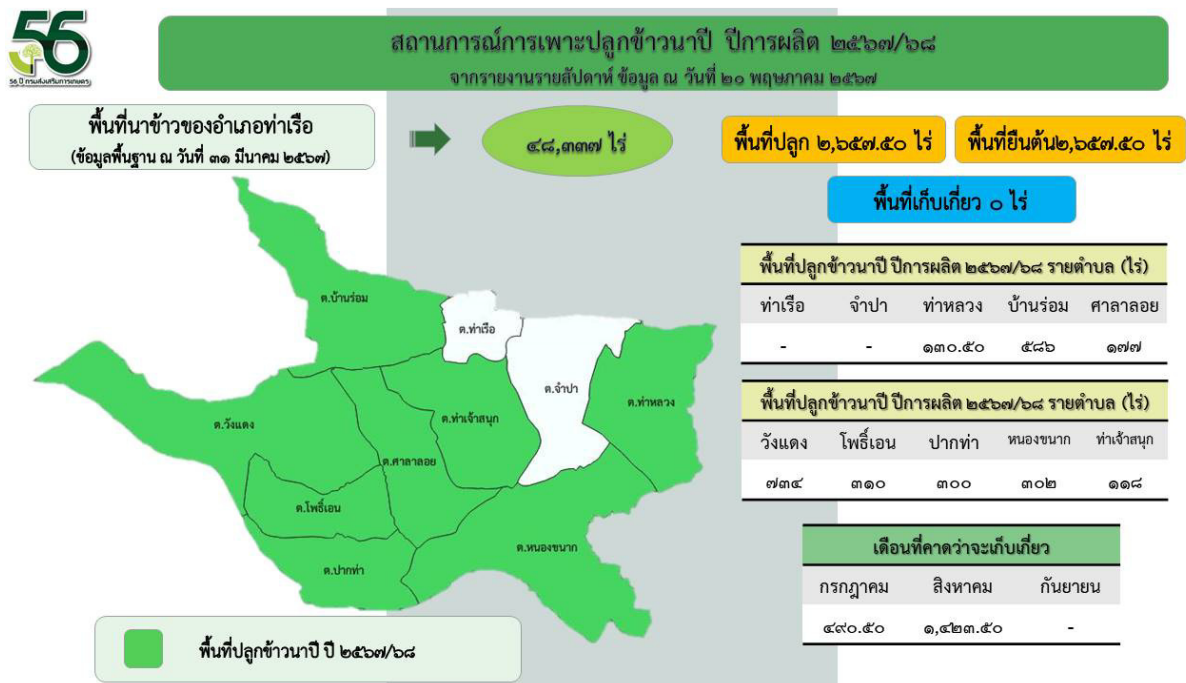 56
56 ปี กรมส่งเสริมการเกษตร
สถานการณ์การเพาะปลูกข้าวนาปี ปีการผลิต ๒๕๖๗/๖๘
จากรายงานรายสัปดาห์ ข้อมูล ณ วันที่ ๒๐ พฤษภาคม ๒๕๖๗
พื้นที่นาข้าวของอำเภอท่าเรือ
(ข้อมูลพื้นฐาน ณ วันที่ ๓๑ มีนาคม ๒๕๖๗)
๔๘,๓๓๗ ไร่
พื้นที่ปลูก ๒,๖๕๗.๕๐ ไร่
พื้นที่ยืนต้น๒,๖๕๗.๕๐ ไร่
พื้นที่เก็บเกี่ยว ๐ ไร่
ต.บ้านร่อม
ต.ท่าเรือ
ต.จำปา
ต.ท่าหลวง
ต.วังแดง
ต.ท่าเจ้าสนุก
ต.ศาลาลอย
ต.โพธิ์เอน
ต.หนองขนาก
ต.ปากท่า
พื้นที่ปลูกข้าวนาปี ปี ๒๕๖๗/๖๘
พื้นที่ปลูกข้าวนาปี ปีการผลิต ๒๕๖๗/๖๘ รายตำบล (ไร่)
ท่าเรือ จำปา ท่าหลวง บ้านร่อม ศาลาลอย
- - ๑๓๐.๕๐ ๕๘๖ ๑๗๗
พื้นที่ปลูกข้าวนาปี ปีการผลิต ๒๕๖๗/๖๘ รายตำบล (ไร่)
วังแดง โพธิ์เอน ปากท่า หนองขนาก ท่าเจ้าสนุก
๗๓๔ ๓๑๐ ๓๐๐ ๓๐๒ ๑๑๘
เดือนที่คาดว่าจะเก็บเกี่ยว
กรกฎาคม สิงหาคม กันยายน
๔๙๐.๕๐ ๑,๔๒๓.๕๐ -